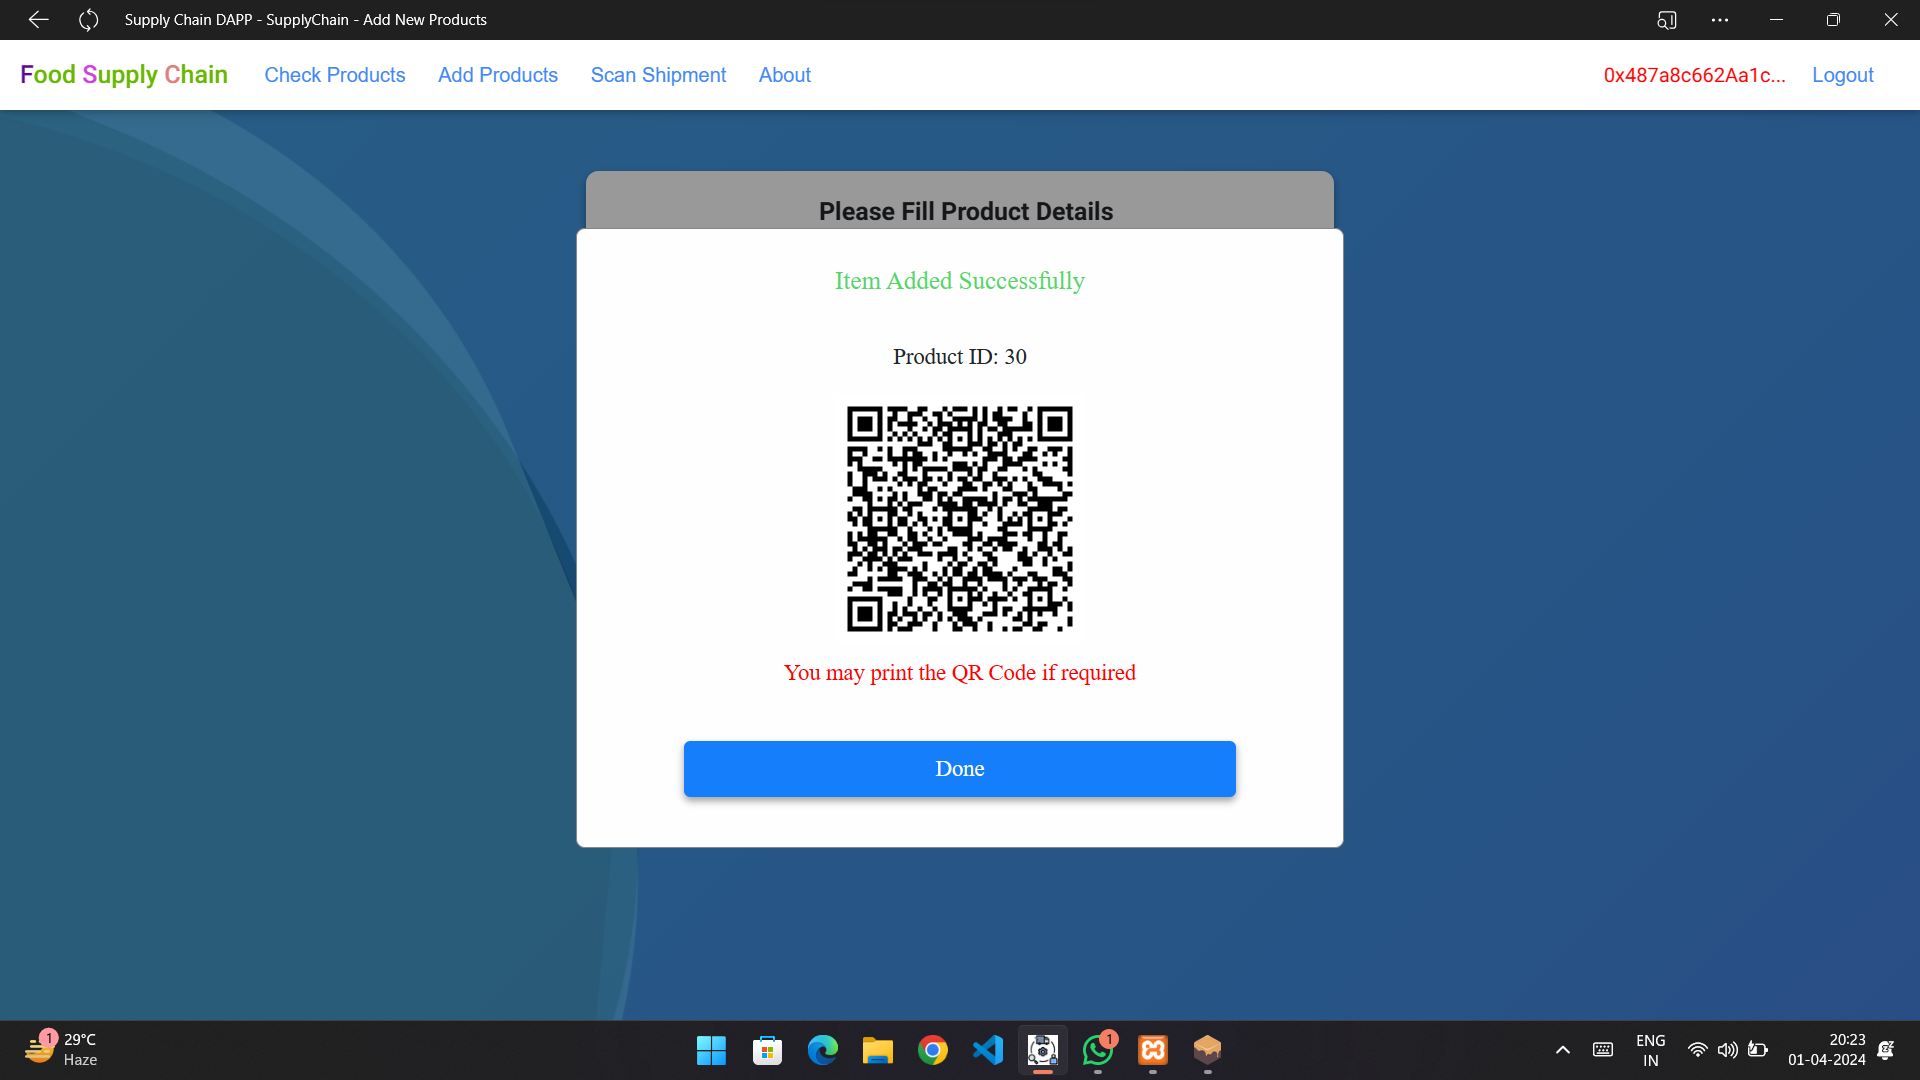 Supply Chain DAPP - SupplyChain - Add New Products
Food Supply Chain
Check Products
Add Products
Scan Shipment
About
0x487a8c662Aa1c...
Logout
Please Fill Product Details
Item Added Successfully
Product ID: 30
You may print the QR Code if required
Done
1
29°C
Haze
1
ENG
IN
20:23
01-04-2024